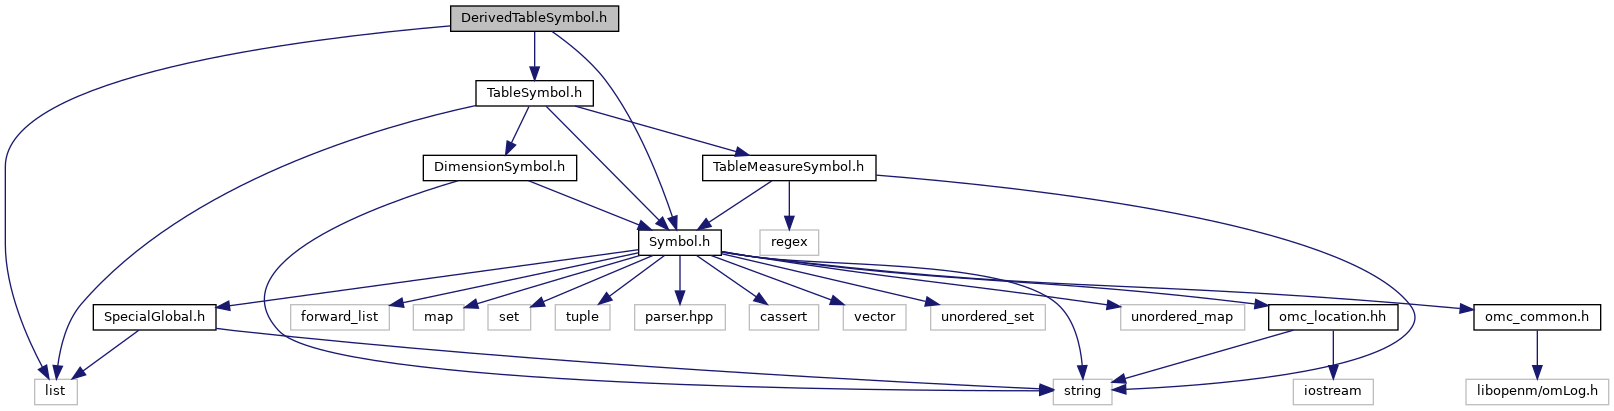 DerivedTableSymbol.h
TableSymbol.h
DimensionSymbol.h
TableMeasureSymbol.h
Symbol.h
regex
SpecialGlobal.h
forward_list
map
set
tuple
parser.hpp
cassert
vector
unordered_set
unordered_map
omc_location.hh
omc_common.h
list
string
iostream
libopenm/omLog.h